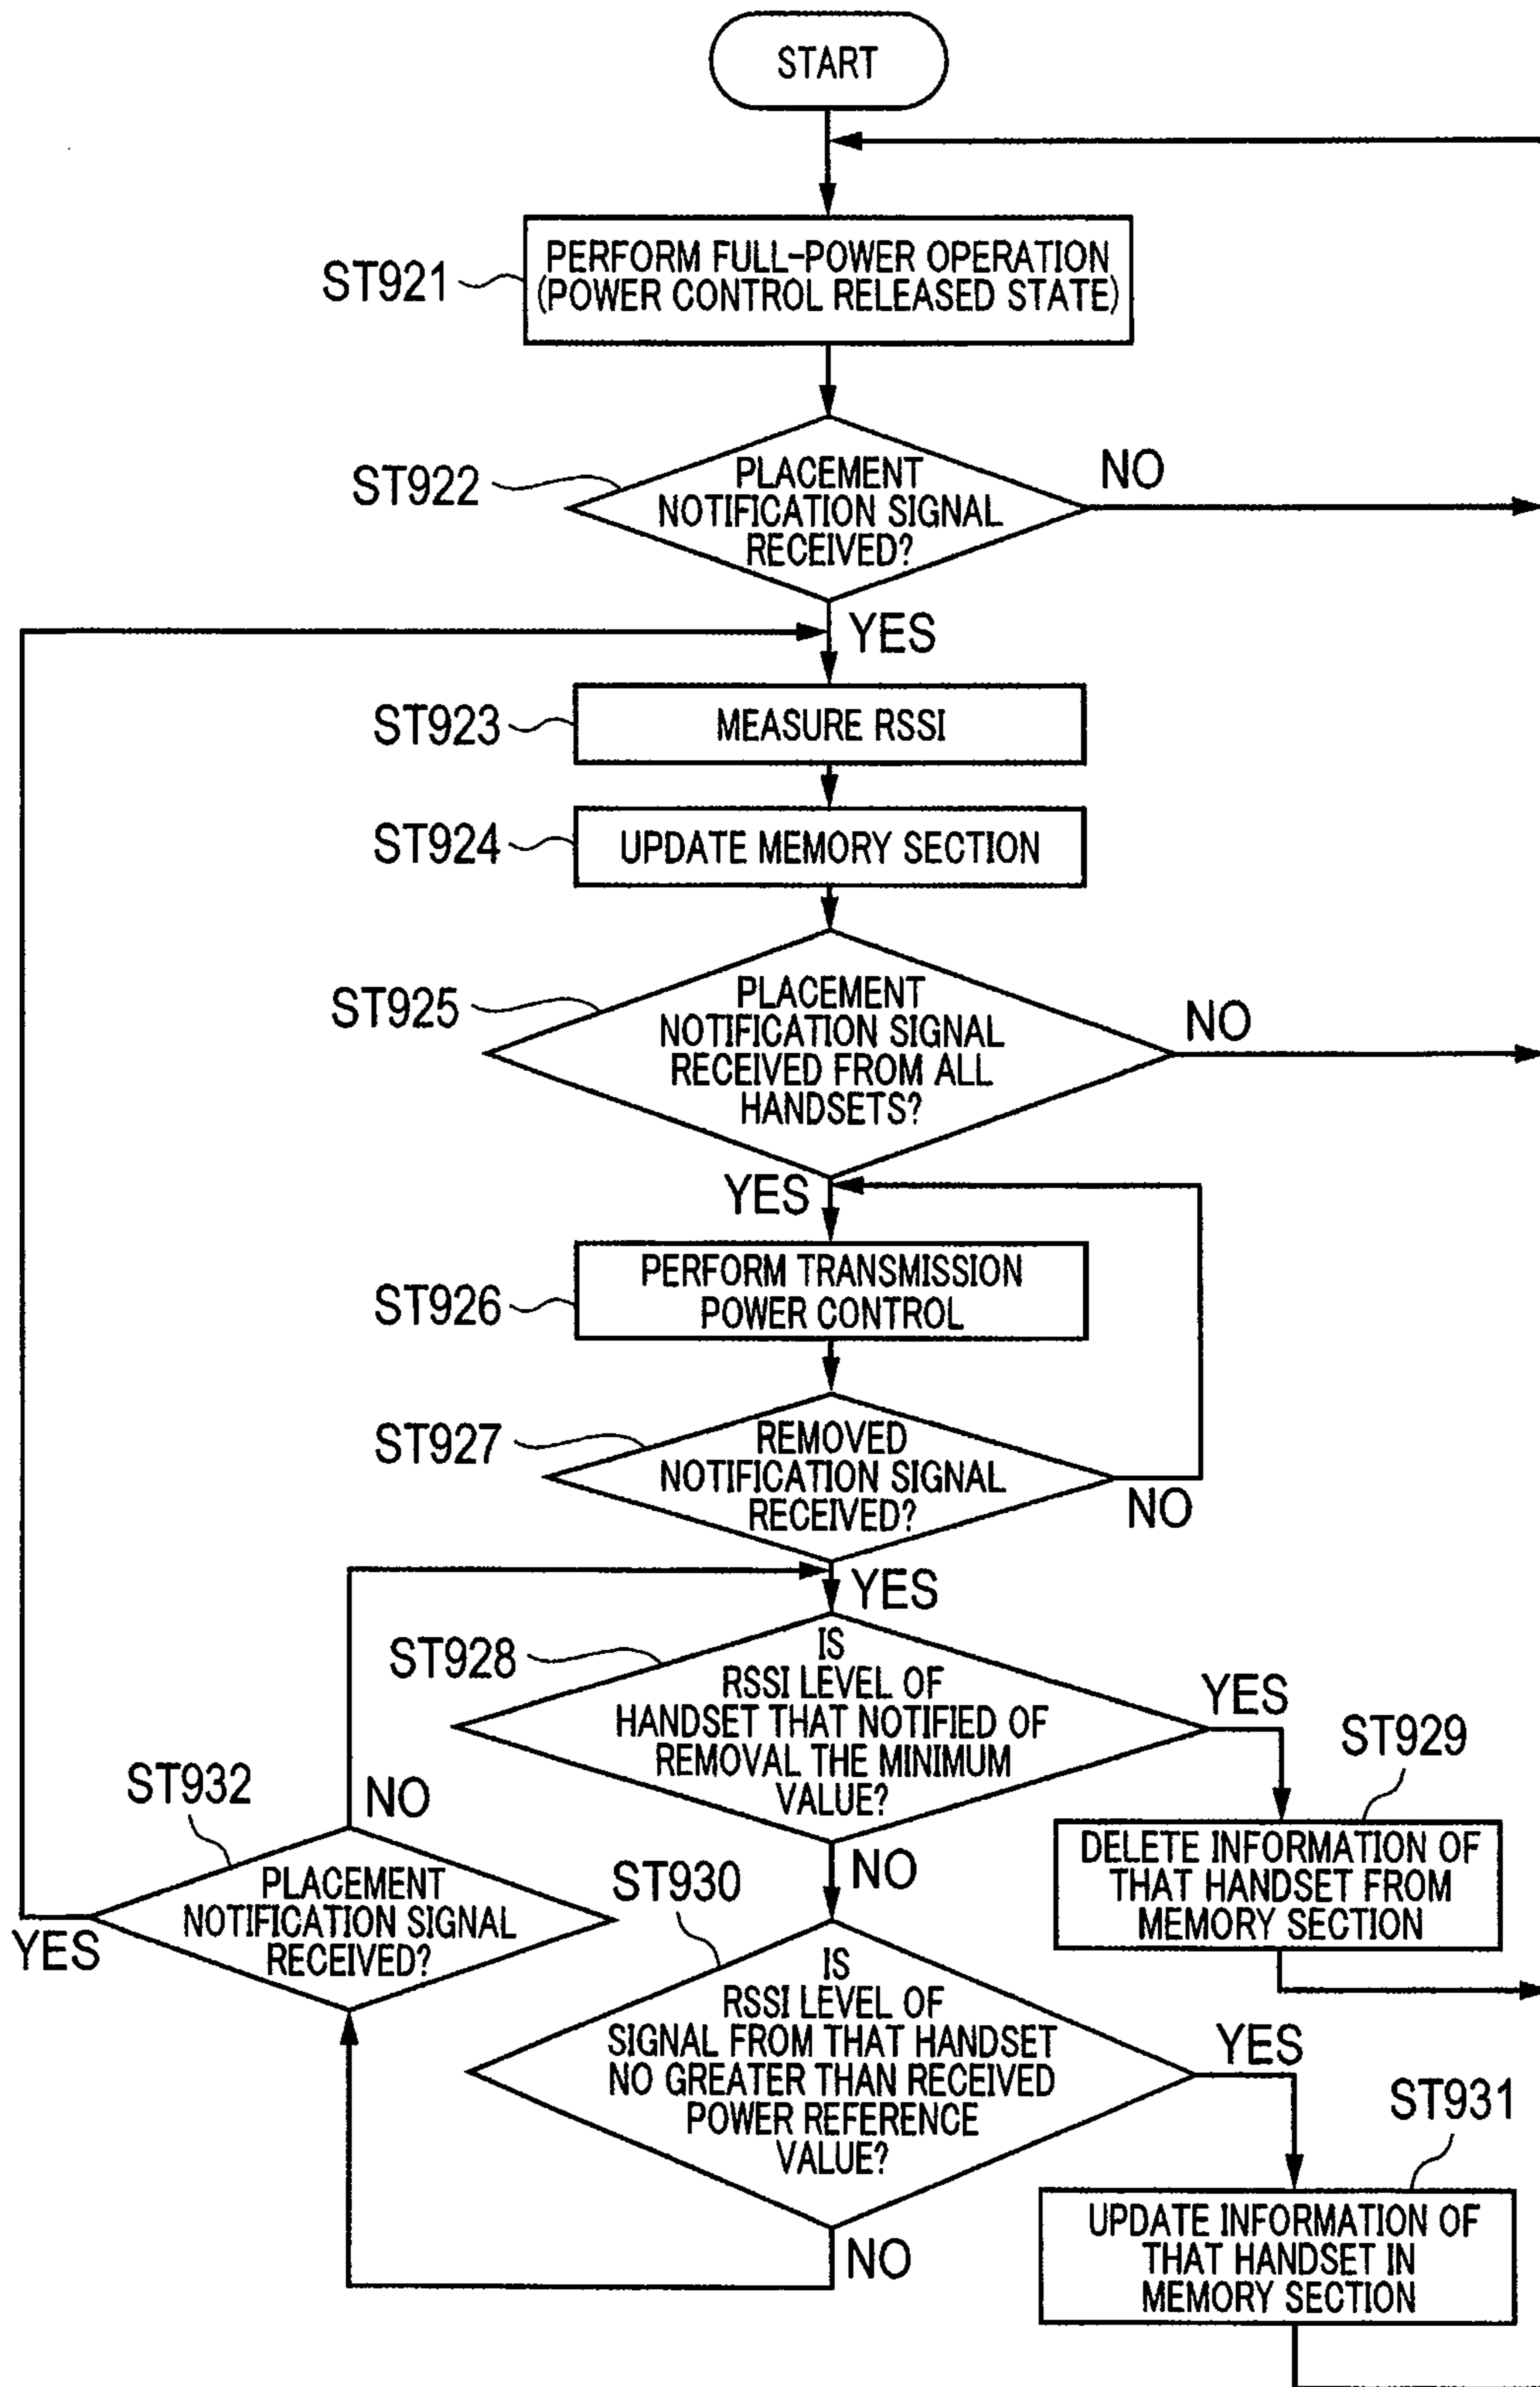 START
PERFORM FULL-POWER OPERATION
(POWER CONTROL RELEASED STATE)
ST921
PLACEMENT
NOTIFICATION SIGNAL
RECEIVED?
ST922
NO
YES
ST923
MEASURE RSSI
ST924
UPDATE MEMORY SECTION
ST925
PLACEMENT
NOTIFICATION SIGNAL
RECEIVED FROM ALL
HANDSETS?
NO
YES
ST926
PERFORM TRANSMISSION
POWER CONTROL
ST927
REMOVED
NOTIFICATION SIGNAL
RECEIVED?
NO
YES
ST928
IS
RSSI LEVEL OF
HANDSET THAT NOTIFIED OF
REMOVAL THE MINIMUM
VALUE?
YES
ST929
DELETE INFORMATION OF
THAT HANDSET FROM
MEMORY SECTION
NO
ST932
NO
PLACEMENT
NOTIFICATION SIGNAL
RECEIVED?
YES
ST930
IS
RSSI LEVEL OF
SIGNAL FROM THAT HANDSET
NO GREATER THAN RECEIVED
POWER REFERENCE
VALUE?
YES
ST931
UPDATE INFORMATION OF
THAT HANDSET IN
MEMORY SECTION
NO